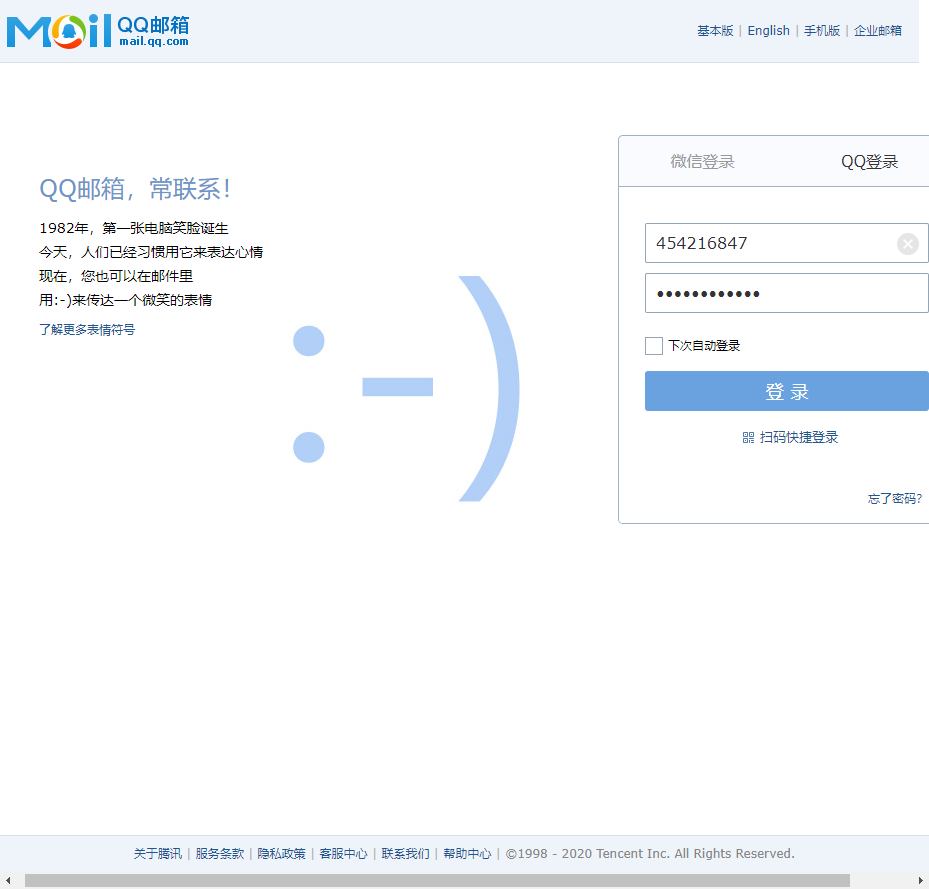 Mail QQ邮箱
mail.qq.com
基本版 | English | 手机版 | 企业邮箱
微信登录 QQ登录
QQ邮箱，常联系！
1982年，第一张电脑笑脸诞生
今天，人们已经习惯用它来表达心情
现在，您也可以在邮件里
用:-)来传达一个微笑的表情
了解更多表情符号
:-)
454216847
••••••••••••
下次自动登录
登 录
扫码快捷登录
忘了密码?
关于腾讯 | 服务条款 | 隐私政策 | 客服中心 | 联系我们 | 帮助中心 | ©1998 - 2020 Tencent Inc. All Rights Reserved.